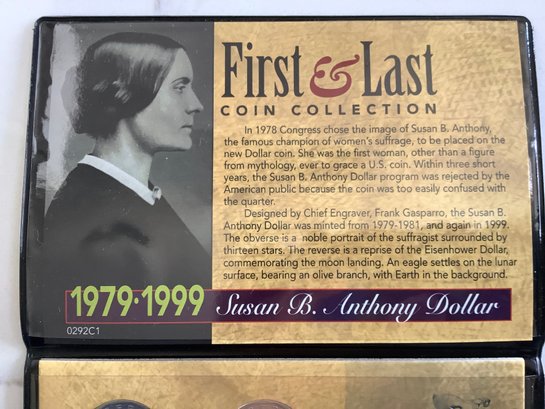 First & Last
COIN COLLECTION
In 1978 Congress chose the image of Susan B. Anthony,
the famous champion of women's suffrage, to be placed on the
new Dollar coin. She was the first woman, other than a figure
from mythology, ever to grace a U.S. coin. Within three short
years, the Susan B. Anthony Dollar program was rejected by the
American public because the coin was too easily confused with
the quarter.
Designed by Chief Engraver, Frank Gasparro, the Susan B.
Anthony Dollar was minted from 1979-1981, and again in 1999.
The obverse is a noble portrait of the suffragist surrounded by
thirteen stars. The reverse is a reprise of the Eisenhower Dollar,
commemorating the moon landing. An eagle settles on the lunar
surface, bearing an olive branch, with Earth in the background.
1979·1999 Susan B. Anthony Dollar
0292C1